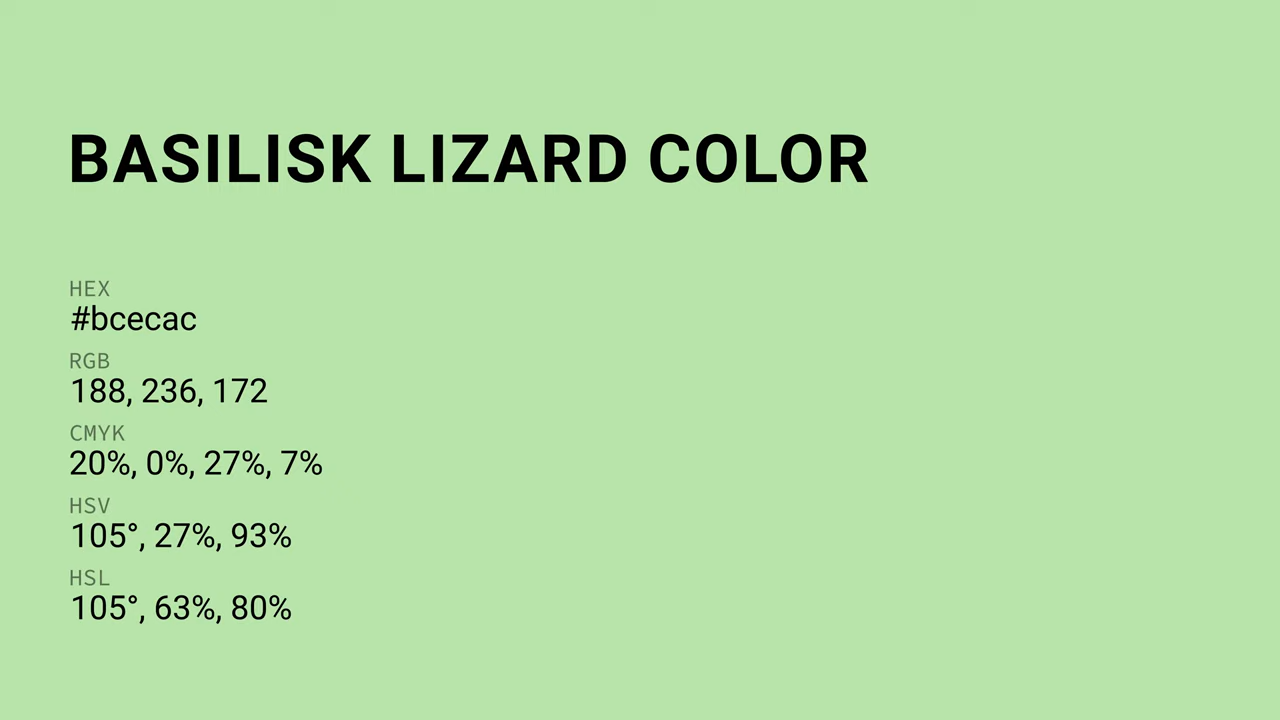 BASILISK LIZARD COLOR
HEX
#bcecac
RGB
188, 236, 172
CMYK
20%, 0%, 27%, 7%
HSV
105°, 27%, 93%
HSL
105°, 63%, 80%